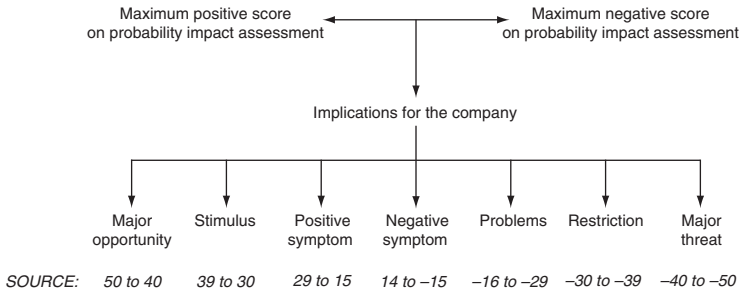 Maximum positive score
on probability impact assessment
Maximum negative score
on probability impact assessment
Implications for the company
Major
opportunity
Stimulus
Positive
symptom
Negative
symptom
Problems
Restriction
Major
threat
SOURCE: 50 to 40 39 to 30 29 to 15 14 to –15 –16 to –29 –30 to –39 –40 to –50